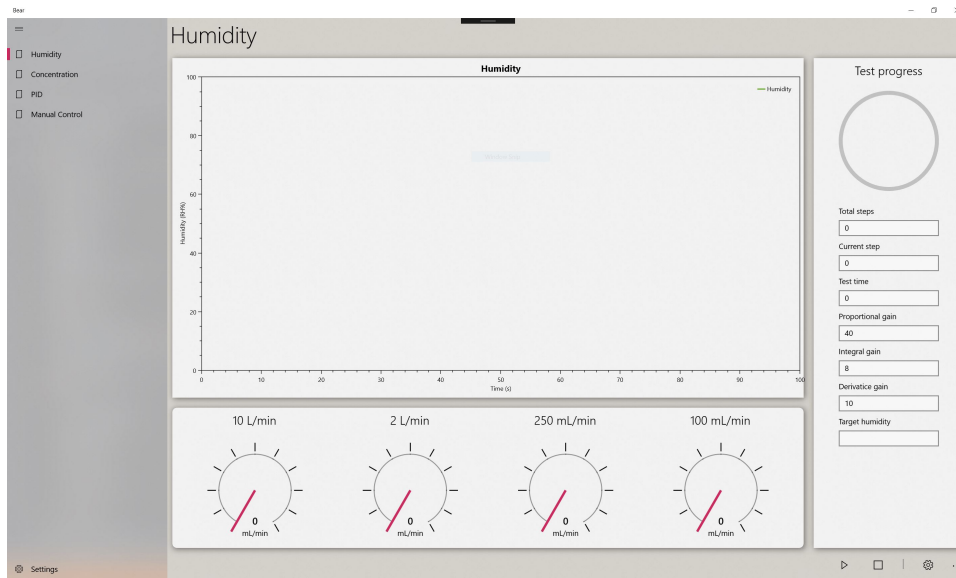 Bear
Humidity
Concentration
PID
Manual Control
Settings
Humidity
Humidity
Humidity
100
80
60
40
20
0
Humidity (RH%)
0 10 20 30 40 50 60 70 80 90 100
Time (s)
10 L/min
0
mL/min
2 L/min
0
mL/min
250 mL/min
0
mL/min
100 mL/min
0
mL/min
Test progress
Total steps
0
Current step
0
Test time
0
Proportional gain
40
Integral gain
8
Derivatice gain
10
Target humidity